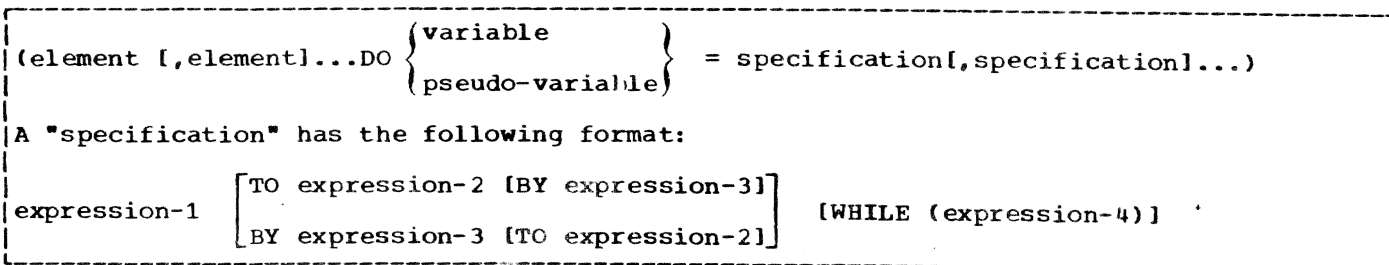 variable
(element [,element]...DO = specification[,specification]...)
pseudo-variable
A "specification" has the following format:
TO expression-2 [BY expression-3]
expression-1 [WHILE (expression-4)]
BY expression-3 [TO expression-2]